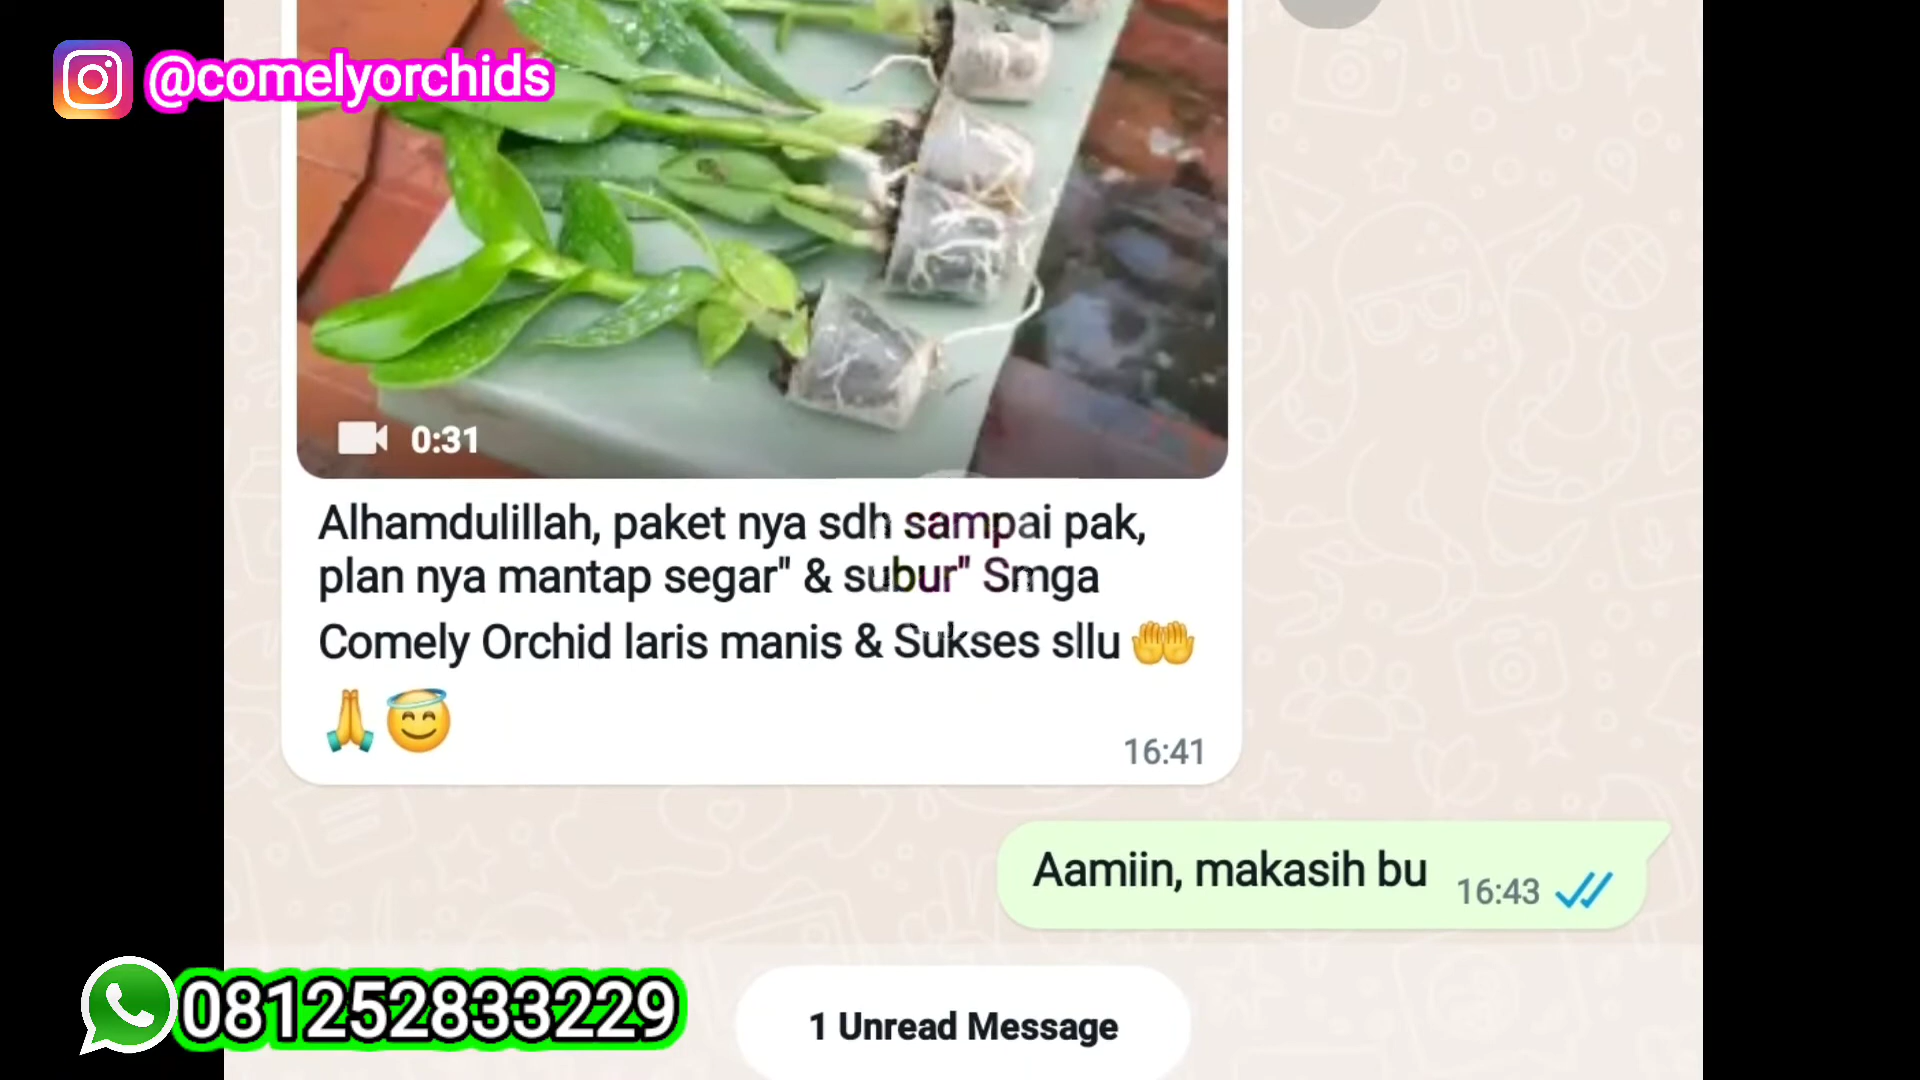 @comelyorchids
0:31
Alhamdulillah, paket nya sdh sampai pak,
plan nya mantap segar" & subur" Smga
Comely Orchid laris manis & Sukses sllu 🤲
🙏😇
16:41
Aamiin, makasih bu 16:43
1 Unread Message
081252833229